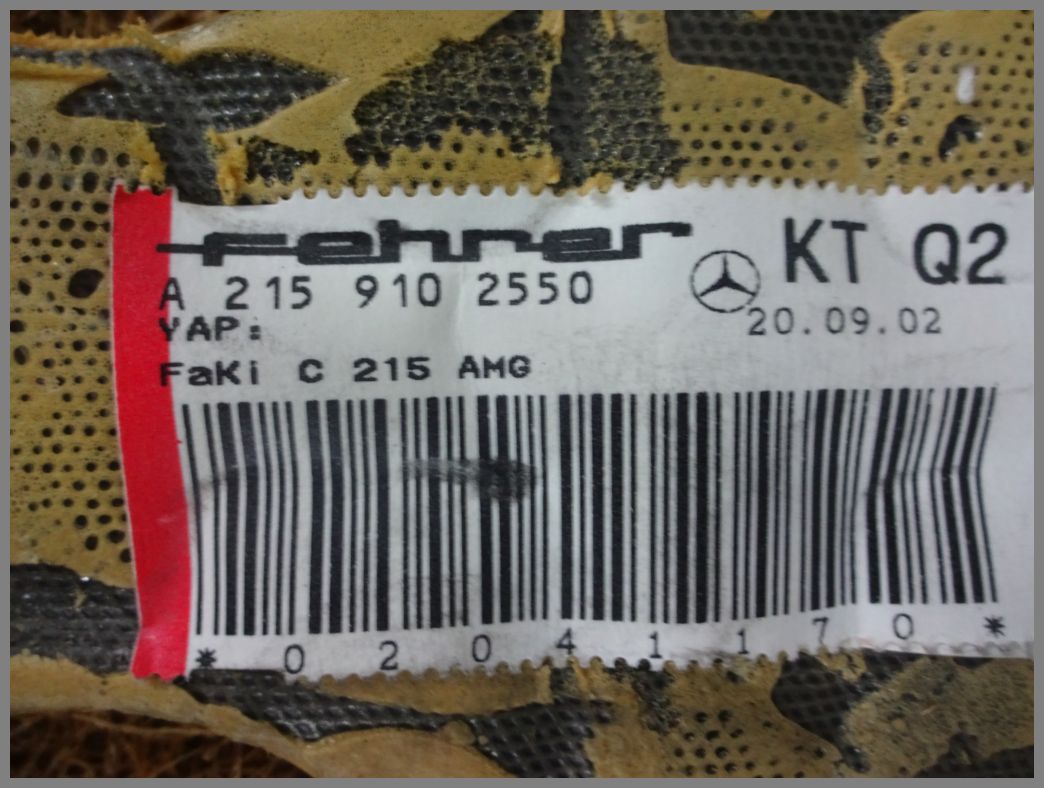 fehrer
KT Q2
A 215 910 2550
20.09.02
YAP:
FaKi C 215 AMG
* 0 2 0 4 1 1 7 0 *